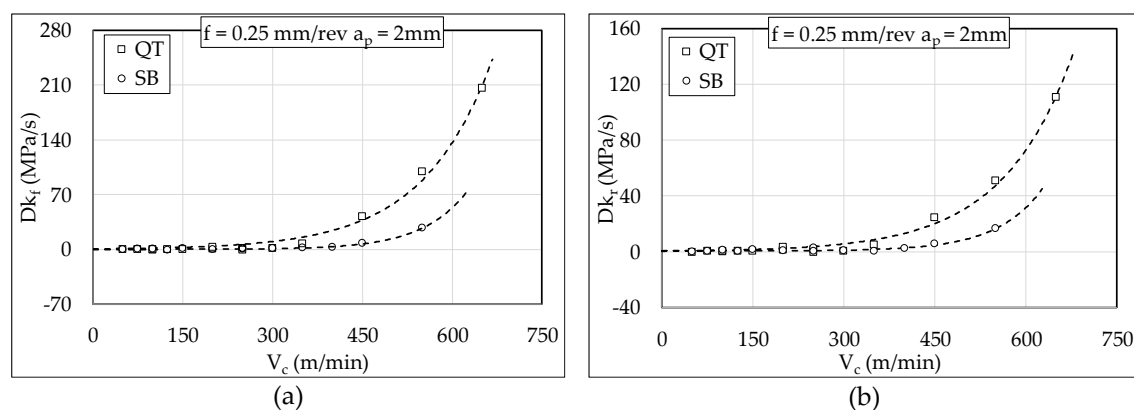 f = 0.25 mm/rev aₚ = 2mm
QT
SB
280
210
140
70
0
-70
Dk_f (MPa/s)
0 150 300 450 600 750
V_c (m/min)
(a)
f = 0.25 mm/rev aₚ = 2mm
QT
SB
160
120
80
40
0
-40
Dk_r (MPa/s)
0 150 300 450 600 750
V_c (m/min)
(b)